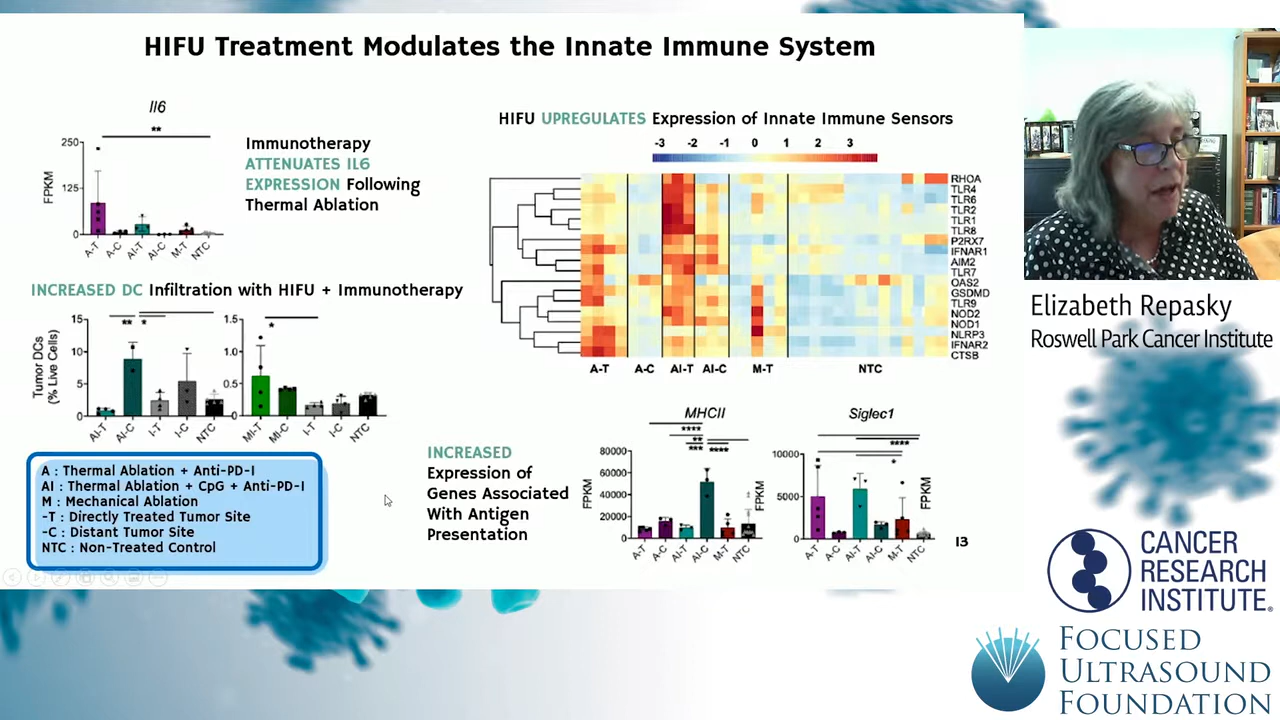 HIFU Treatment Modulates the Innate Immune System
Il6
**
250
125
0
FPKM
A-T
A-C
AI-T
AI-C
M-T
NTC
Immunotherapy
ATTENUATES IL6
EXPRESSION Following
Thermal Ablation
HIFU UPREGULATES Expression of Innate Immune Sensors
-3 -2 -1 0 1 2 3
RHOA
TLR4
TLR6
TLR2
TLR1
TLR8
P2RX7
IFNAR1
AIM2
TLR7
OAS2
GSDMD
TLR9
NOD2
NOD1
NLRP3
IFNAR2
CTSB
A-T A-C AI-T AI-C M-T NTC
INCREASED DC Infiltration with HIFU + Immunotherapy
Tumor DCs
(% Live Cells)
15
10
5
0
** *
AI-T
AI-C
I-T
I-C
NTC
1.5
1.0
0.5
0
*
MI-T
MI-C
I-T
I-C
NTC
A : Thermal Ablation + Anti-PD-I
AI : Thermal Ablation + CpG + Anti-PD-I
M : Mechanical Ablation
-T : Directly Treated Tumor Site
-C : Distant Tumor Site
NTC : Non-Treated Control
INCREASED
Expression of
Genes Associated
With Antigen
Presentation
MHCII
****
**
*** ****
80000
60000
40000
20000
0
FPKM
A-T
A-C
AI-T
AI-C
M-T
NTC
Siglec1
****
*
FPKM
10000
5000
0
A-T
A-C
AI-T
AI-C
M-T
NTC
FPKM
13
Elizabeth Repasky
Roswell Park Cancer Institute
CANCER
RESEARCH
INSTITUTE®
FOCUSED
ULTRASOUND
FOUNDATION